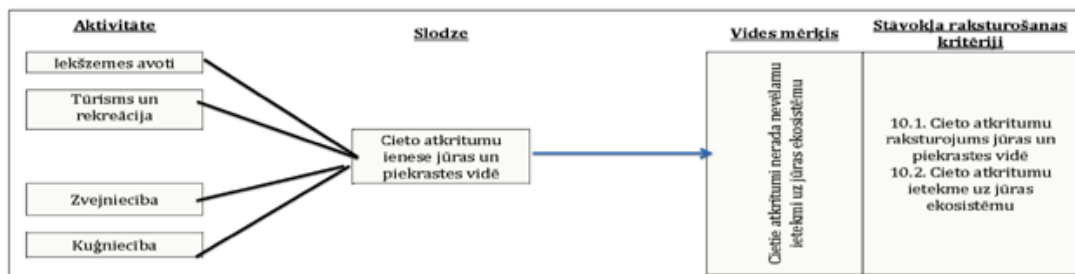 Aktivitāte
Slodze
Vides mērķis
Stāvokļa raksturošanas
kritēriji
Iekšzemes avoti
Tūrisms un
rekreācija
Zvejniecība
Kuģniecība
Cieto atkritumu
ienese jūras un
piekrastes vidē
Cietie atkritumi nerada nevēlamu
ietekmi uz jūras ekosistēmu
10.1. Cieto atkritumu
raksturojums jūras un
piekrastes vidē
10.2. Cieto atkritumu
ietekme uz jūras
ekosistēmu